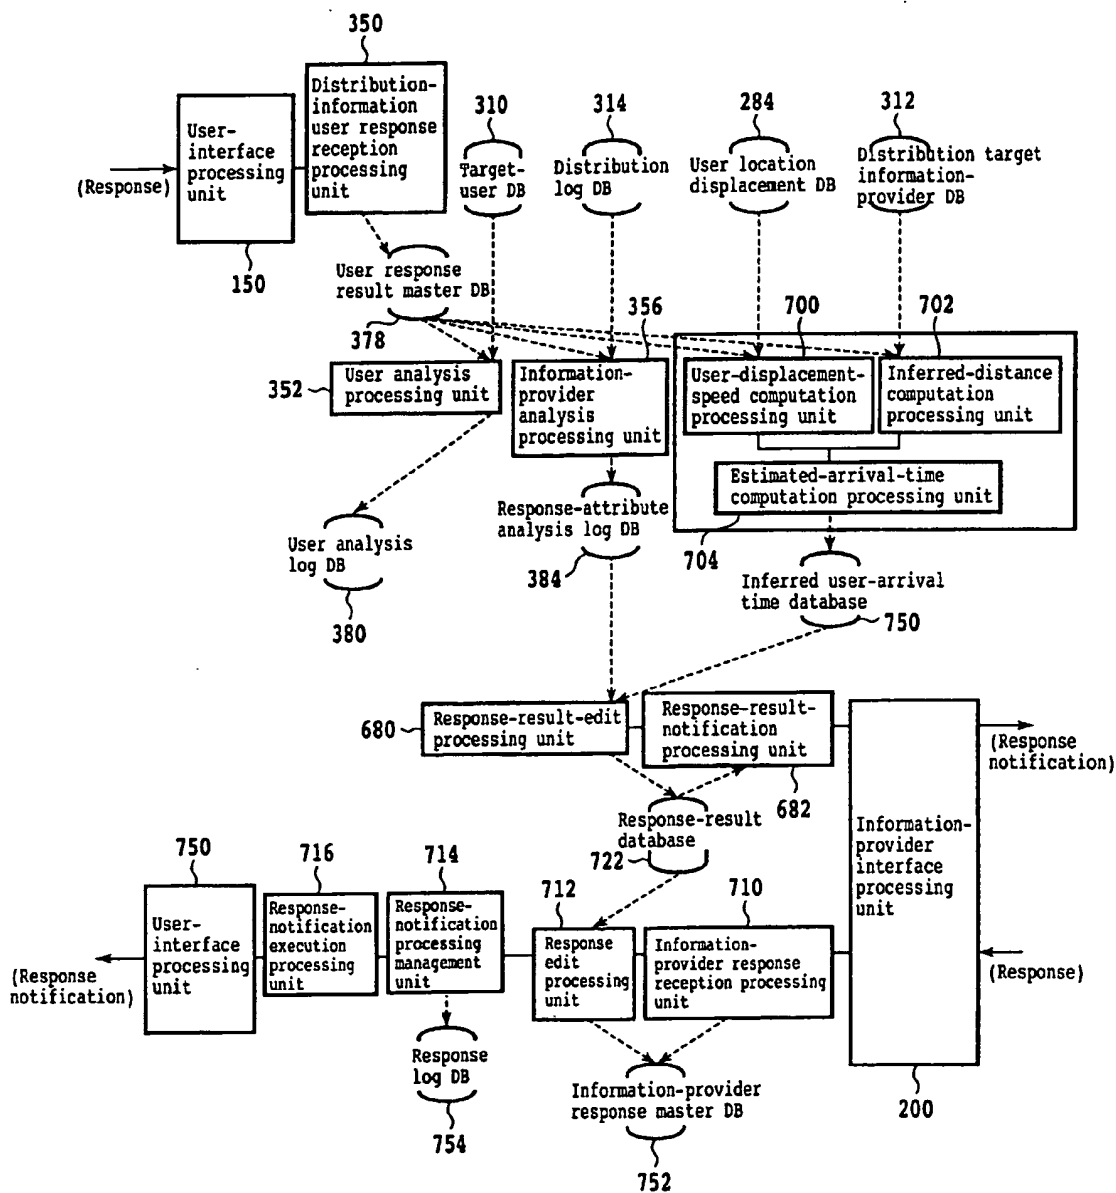 350
Distribution-
information
user response
reception
processing
unit
User-
interface
processing
unit
(Response)
150
310
Target-
user DB
314
Distribution
log DB
284
User location
displacement DB
312
Distribution target
information-
provider DB
User response
result master DB
378
356
700
702
352
User analysis
processing unit
Information-
provider
analysis
processing unit
User-displacement-
speed computation
processing unit
Inferred-distance
computation
processing unit
Estimated-arrival-time
computation processing unit
704
Response-attribute
analysis log DB
384
User analysis
log DB
380
Inferred user-arrival
time database
750
680
Response-result-edit
processing unit
Response-result-
notification
processing unit
682
(Response
notification)
Response-result
database
722
Information-
provider
interface
processing
unit
200
750
716
714
712
710
User-
interface
processing
unit
Response-
notification
execution
processing
unit
Response-
notification
processing
management
unit
Response
edit
processing
unit
Information-
provider response
reception processing
unit
(Response
notification)
(Response)
Response
log DB
754
Information-provider
response master DB
752